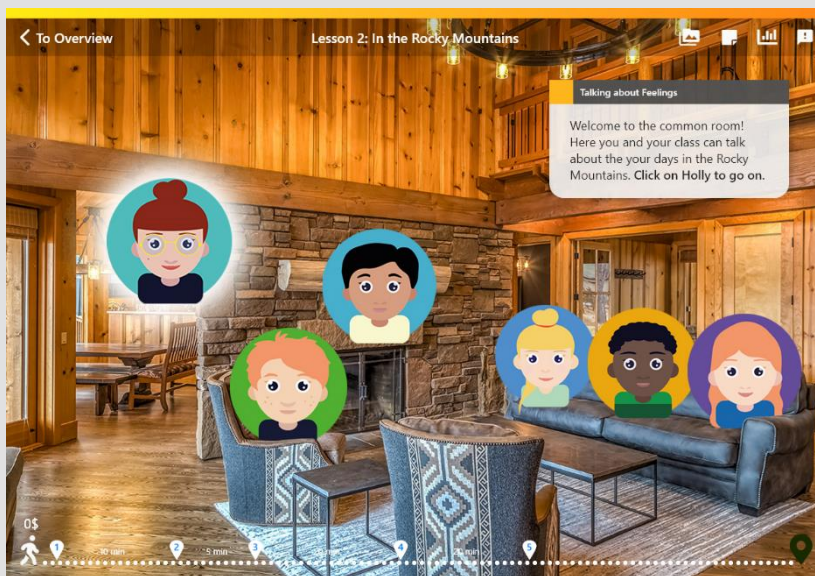 To Overview
Lesson 2: In the Rocky Mountains
Talking about Feelings
Welcome to the common room!
Here you and your class can talk
about the your days in the Rocky
Mountains. Click on Holly to go on.
0$
1 10 min 2 5 min 3 4 min 5